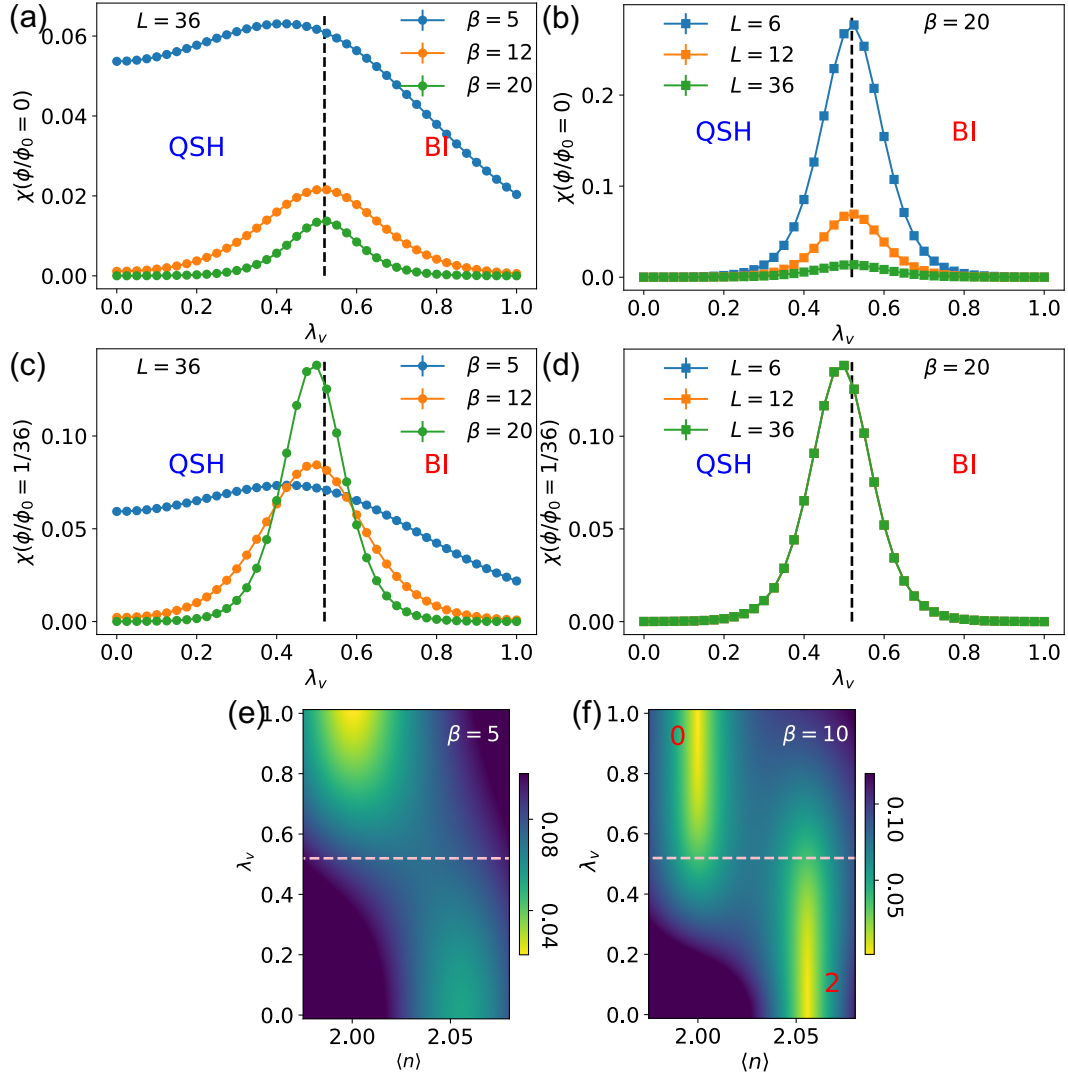 (a)
L = 36
β = 5
β = 12
β = 20
QSH
BI
χ(ϕ/ϕ₀ = 0)
0.06
0.04
0.02
0.00
0.0 0.2 0.4 0.6 0.8 1.0
λᵥ
(b)
L = 6
L = 12
L = 36
β = 20
QSH
BI
χ(ϕ/ϕ₀ = 0)
0.2
0.1
0.0
0.0 0.2 0.4 0.6 0.8 1.0
λᵥ
(c)
L = 36
β = 5
β = 12
β = 20
QSH
BI
χ(ϕ/ϕ₀ = 1/36)
0.10
0.05
0.00
0.0 0.2 0.4 0.6 0.8 1.0
λᵥ
(d)
L = 6
L = 12
L = 36
β = 20
QSH
BI
χ(ϕ/ϕ₀ = 1/36)
0.10
0.05
0.00
0.0 0.2 0.4 0.6 0.8 1.0
λᵥ
(e)
β = 5
λᵥ
1.0
0.8
0.6
0.4
0.2
0.0
2.00 2.05
⟨n⟩
0.08
0.04
(f)
0
β = 10
2
λᵥ
1.0
0.8
0.6
0.4
0.2
0.0
2.00 2.05
⟨n⟩
0.10
0.05